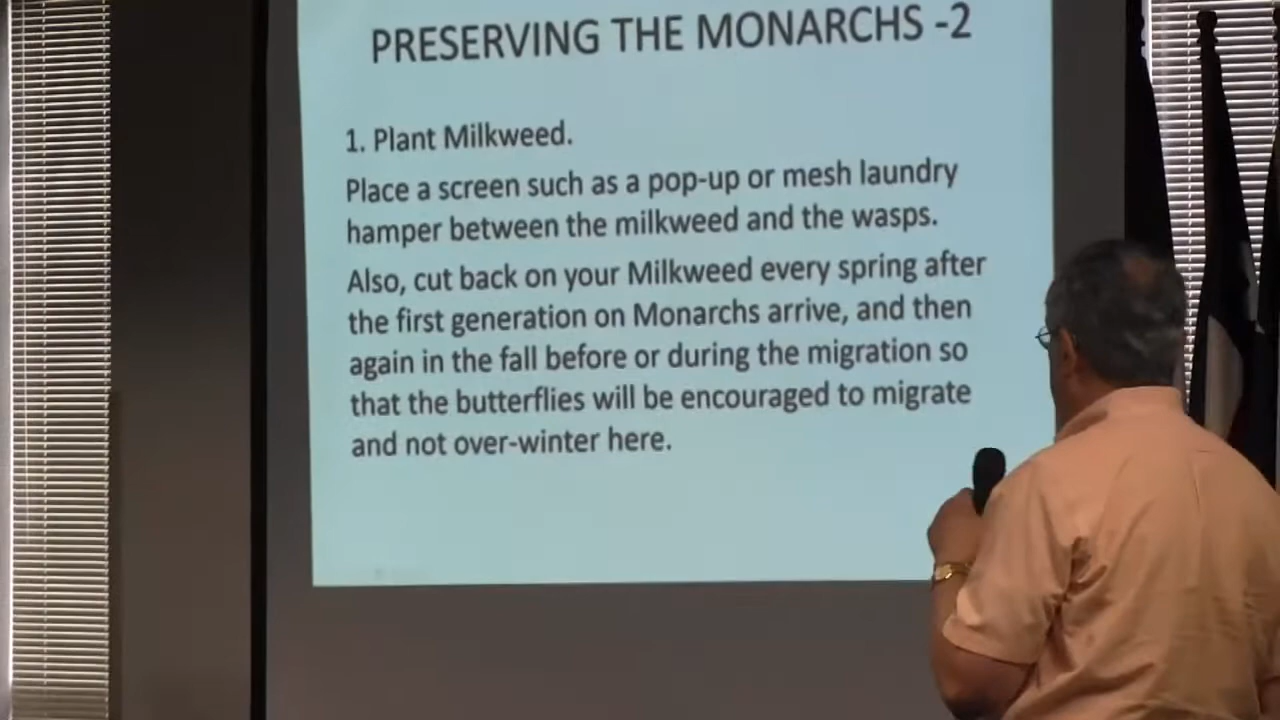 PRESERVING THE MONARCHS -2
1. Plant Milkweed.
Place a screen such as a pop-up or mesh laundry
hamper between the milkweed and the wasps.
Also, cut back on your Milkweed every spring after
the first generation on Monarchs arrive, and then
again in the fall before or during the migration so
that the butterflies will be encouraged to migrate
and not over-winter here.